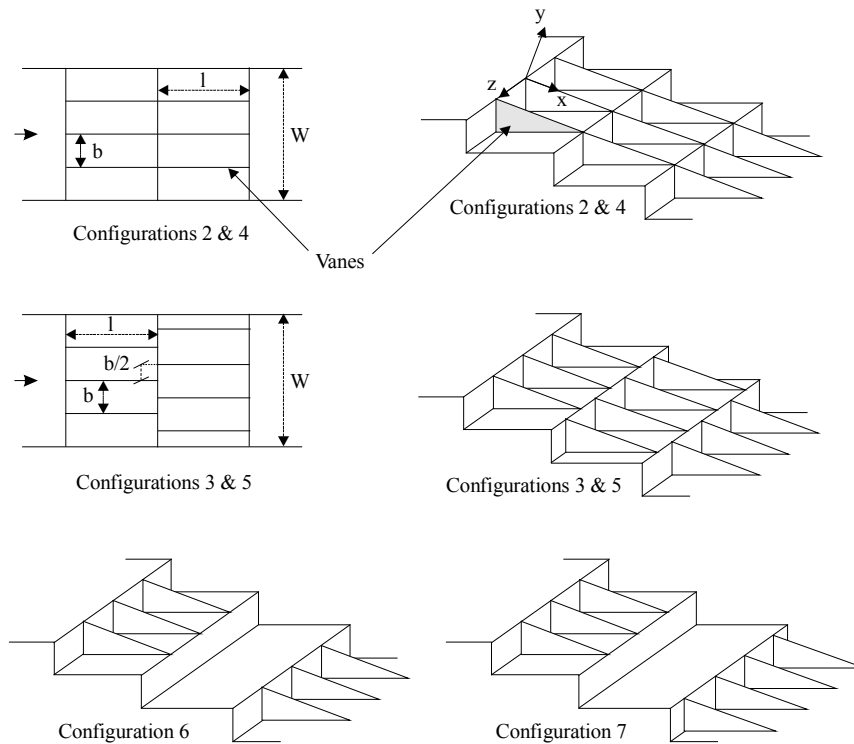 l
W
b
Configurations 2 & 4
y
z
x
Configurations 2 & 4
Vanes
l
b/2
W
b
Configurations 3 & 5
Configurations 3 & 5
Configuration 6
Configuration 7